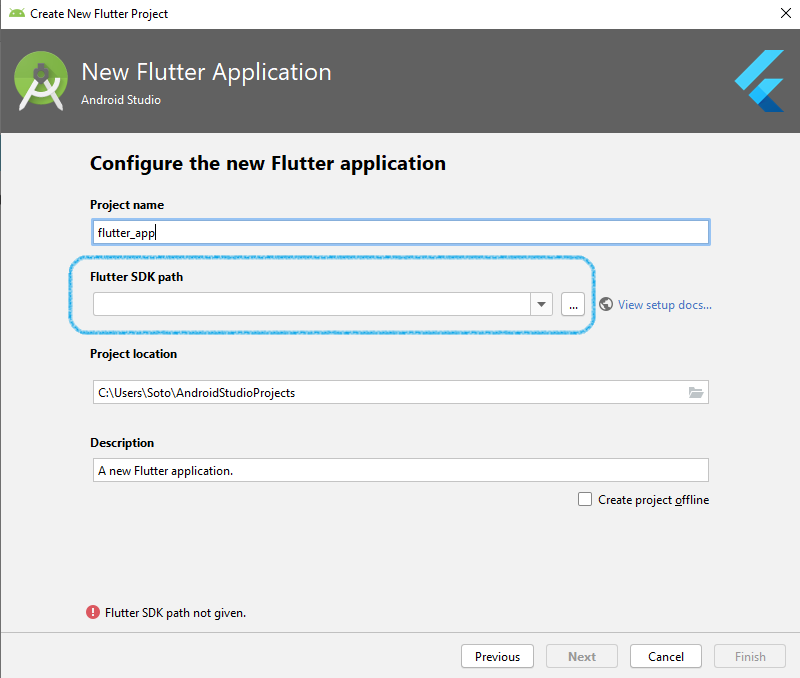 Create New Flutter Project
New Flutter Application
Android Studio
Configure the new Flutter application
Project name
flutter_app
Flutter SDK path
... View setup docs...
Project location
C:\Users\Soto\AndroidStudioProjects
Description
A new Flutter application.
Create project offline
Flutter SDK path not given.
Previous Next Cancel Finish